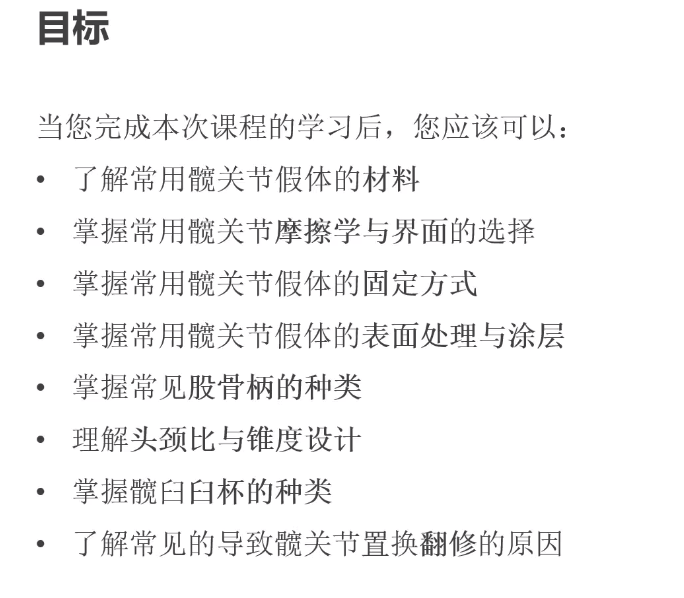 目标
当您完成本次课程的学习后，您应该可以：
• 了解常用髋关节假体的材料
• 掌握常用髋关节摩擦学与界面的选择
• 掌握常用髋关节假体的固定方式
• 掌握常用髋关节假体的表面处理与涂层
• 掌握常见股骨柄的种类
• 理解头颈比与锥度设计
• 掌握髋臼臼杯的种类
• 了解常见的导致髋关节置换翻修的原因